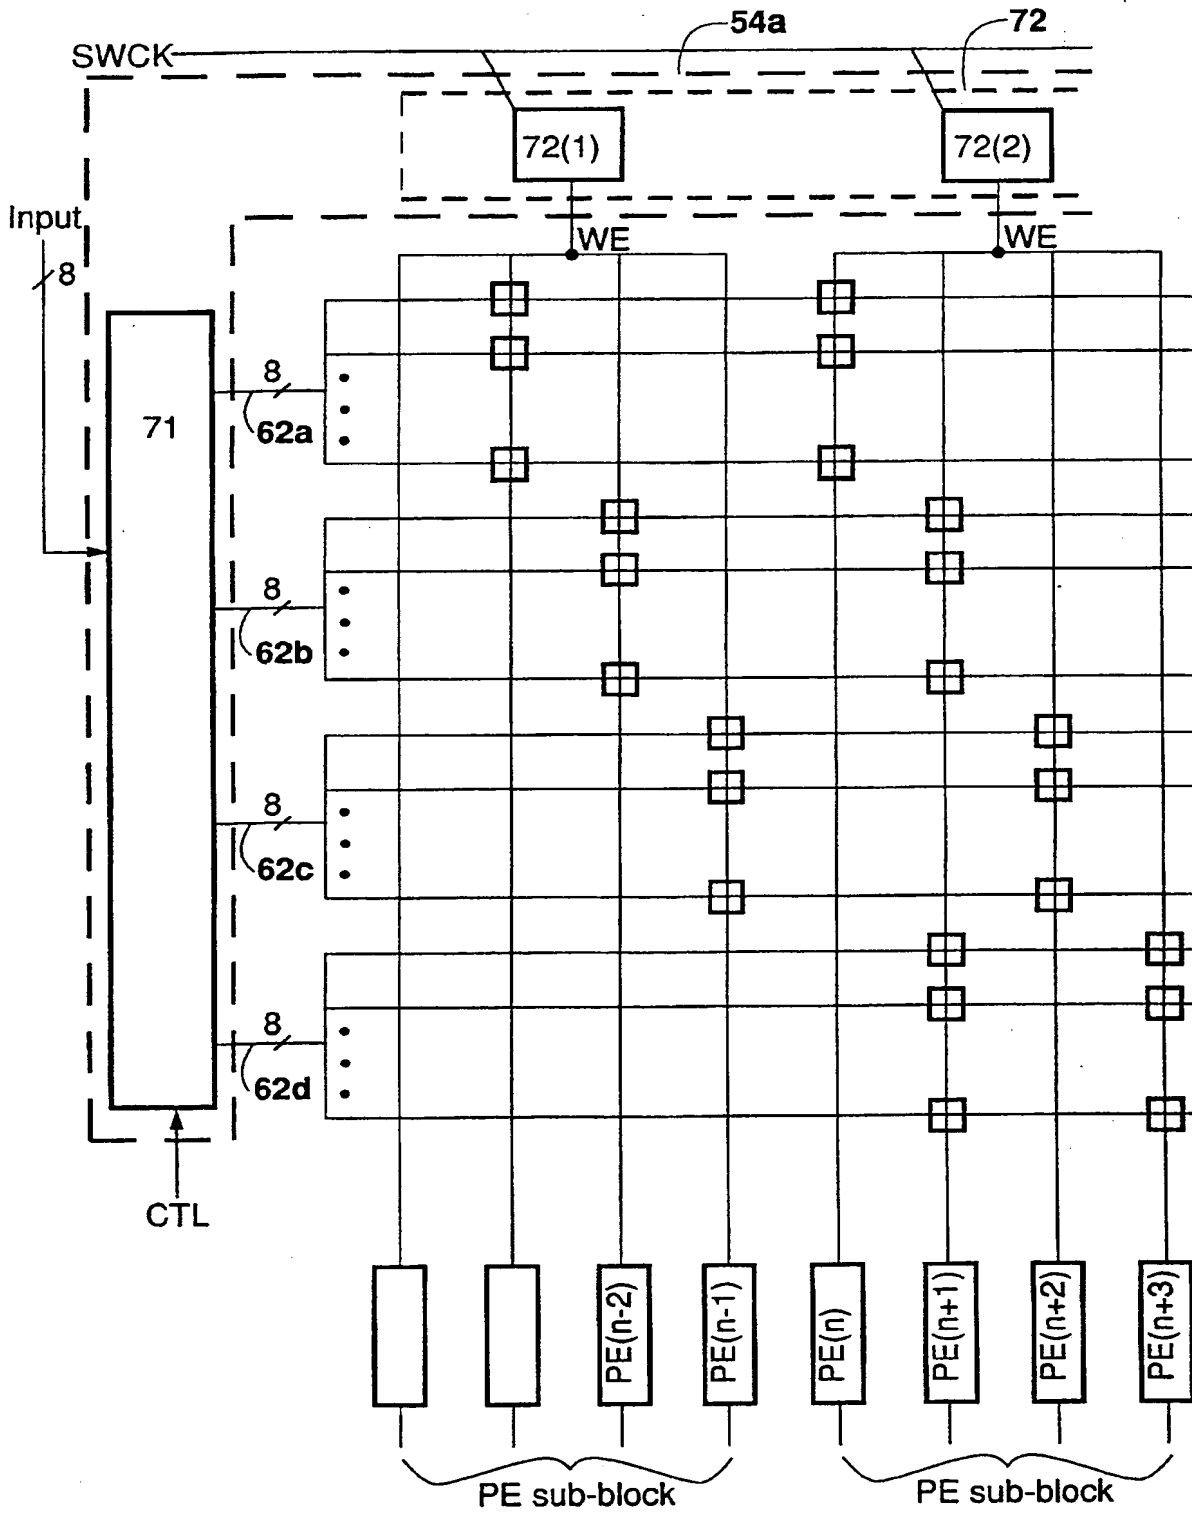 54a
72
SWCK
72(1)
72(2)
Input
WE
WE
8
8
71
62a
8
62b
8
62c
8
62d
CTL
PE(n-2)
PE(n-1)
PE(n)
PE(n+1)
PE(n+2)
PE(n+3)
PE sub-block
PE sub-block